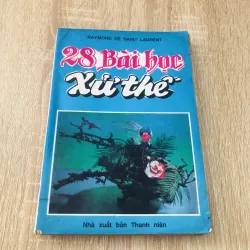 RAYMOND DE SAINT LAURENT
28 Bài học
Xử thế
Nhà xuất bản Thanh niên